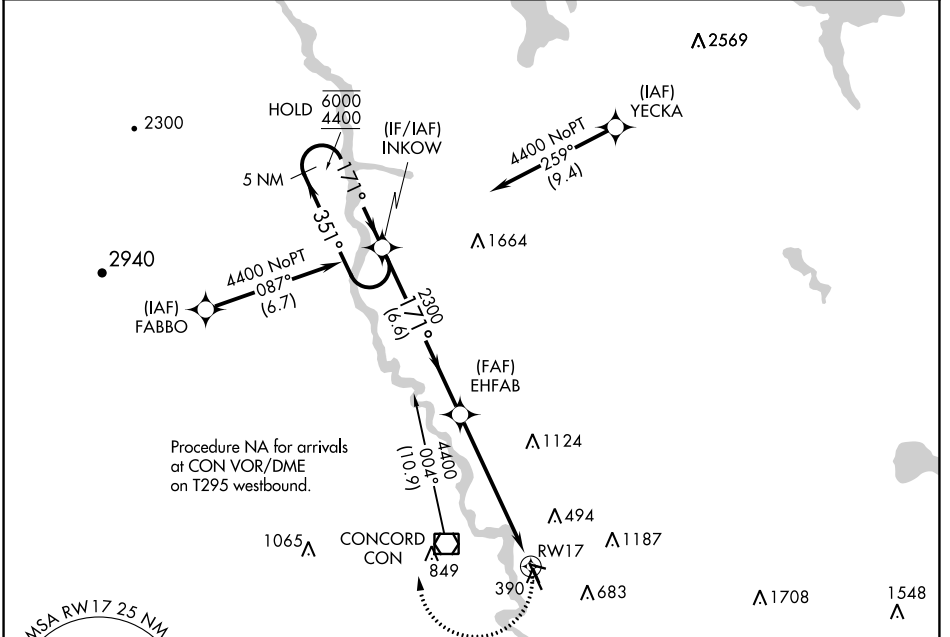 2569
(IAF)
YECKA
4400 NoPT
259°
(9.4)
HOLD
6000
4400
(IF/IAF)
INKOW
2300
5 NM
171°
351°
1664
2940
4400 NoPT
087°
(6.7)
(IAF)
FABBO
2300
171°
(6.6)
(FAF)
EHFAB
Procedure NA for arrivals
at CON VOR/DME
on T295 westbound.
4400
004°
(10.9)
1124
494
1065
CONCORD
CON
849
RW17
1187
390
683
1708
1548
MSA RW17 25 NM